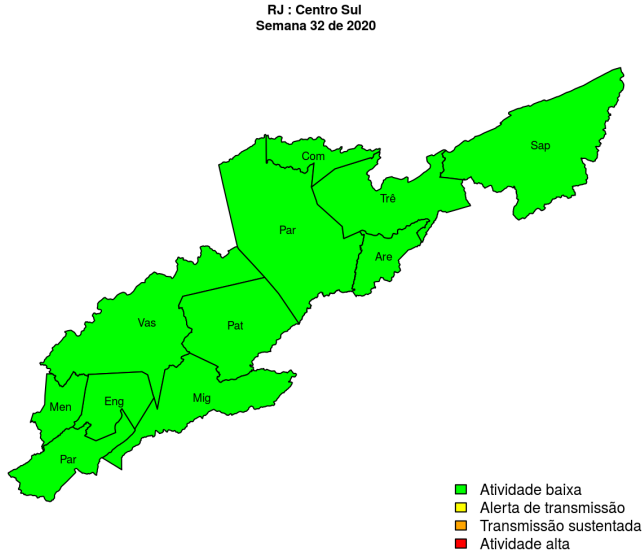 RJ : Centro Sul
Semana 32 de 2020
Sap
Com
Trê
Par
Are
Vas
Pat
Men
Eng
Mig
Par
Atividade baixa
Alerta de transmissão
Transmissão sustentada
Atividade alta